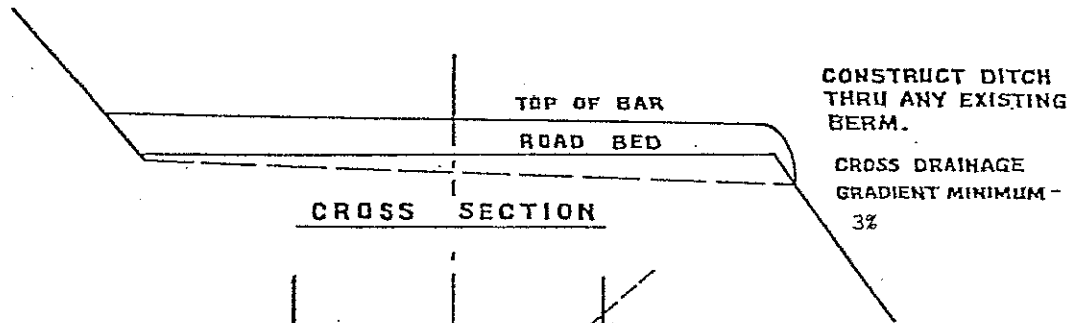 TOP OF BAR
ROAD BED
CROSS SECTION
CONSTRUCT DITCH
THRU ANY EXISTING
BERM.
CROSS DRAINAGE
GRADIENT MINIMUM-
3%